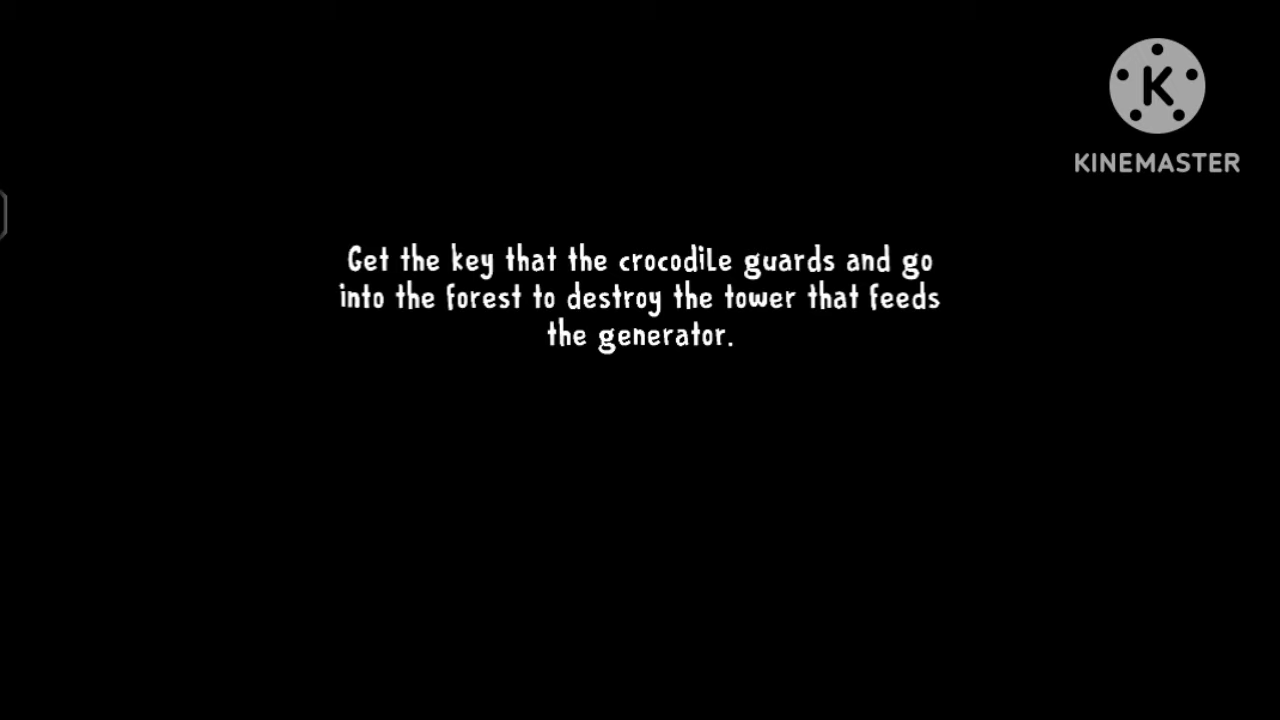 K
KINEMASTER
Get the key that the crocodile guards and go
into the forest to destroy the tower that feeds
the generator.